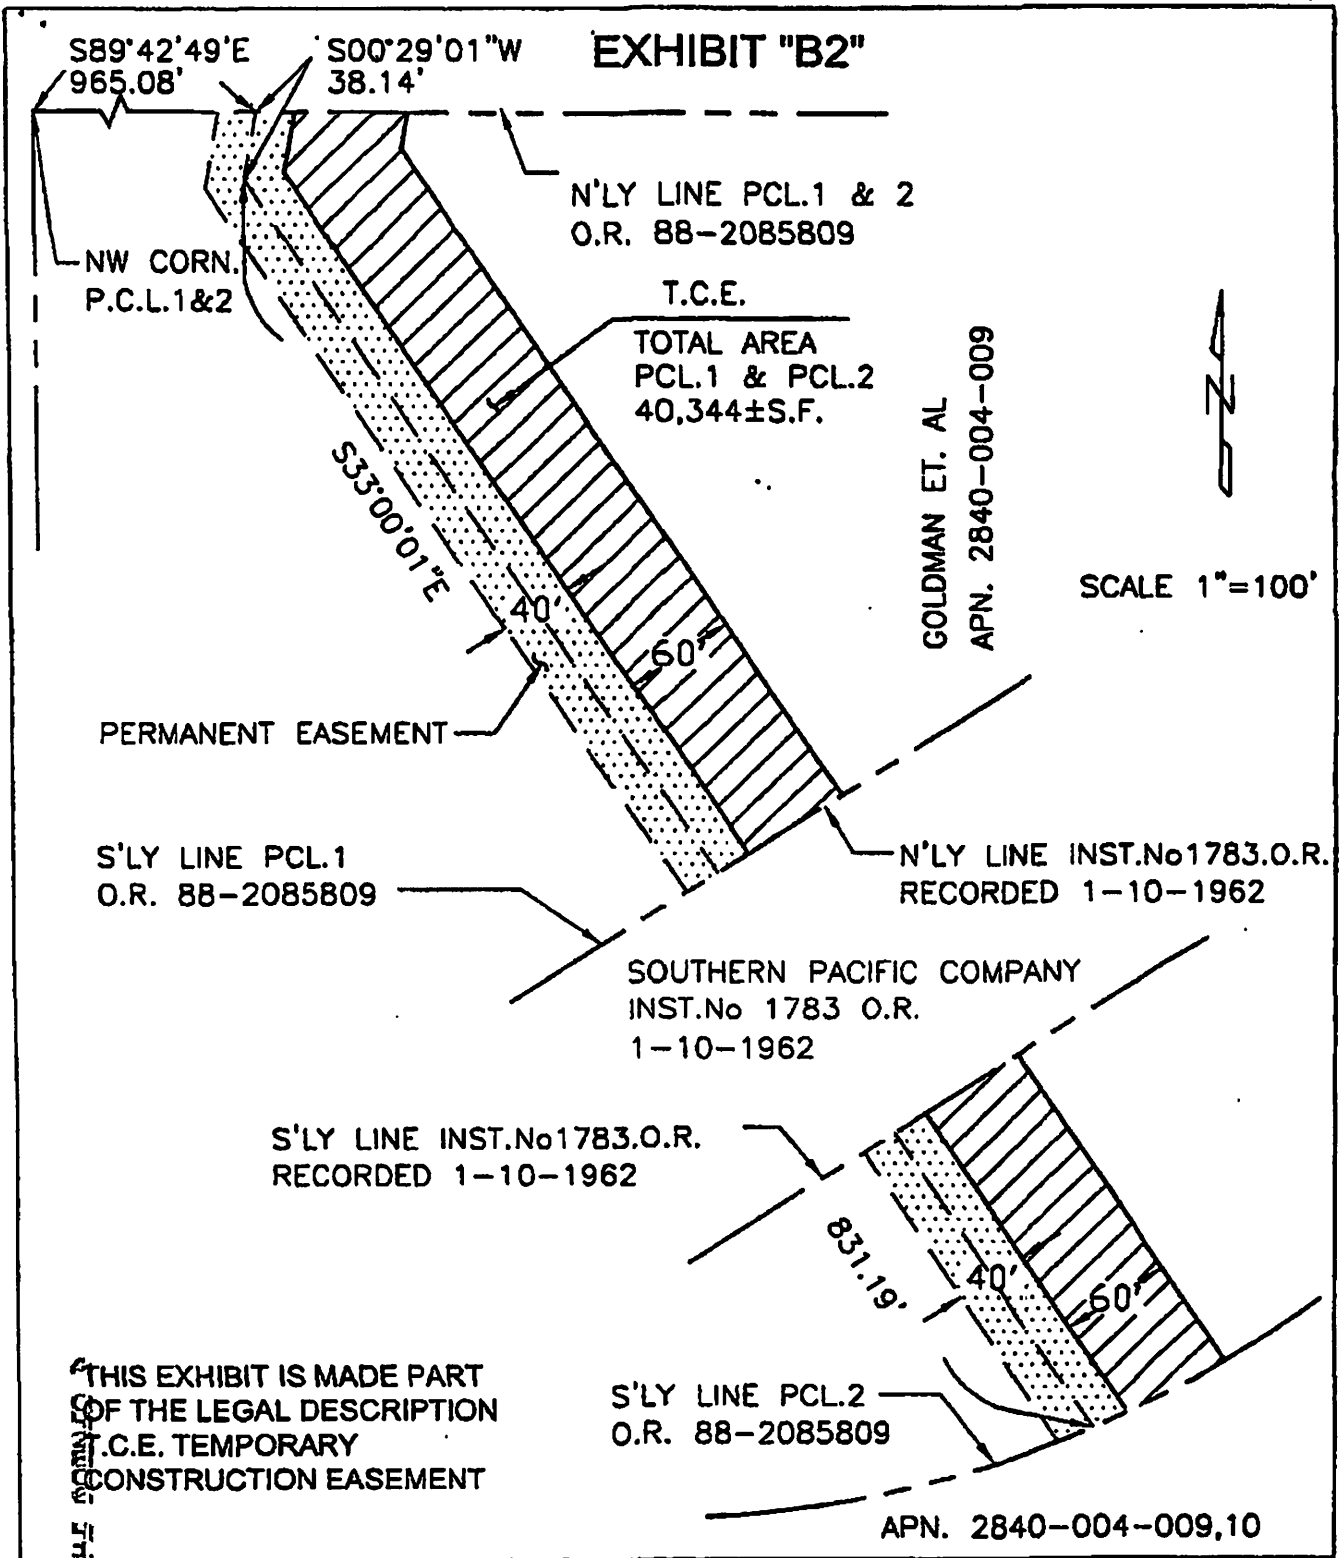 EXHIBIT "B2"
S89°42'49"E
965.08'
S00°29'01"W
38.14'
N'LY LINE PCL.1 & 2
O.R. 88-2085809
NW CORN.
P.C.L.1&2
T.C.E.
TOTAL AREA
PCL.1 & PCL.2
40,344±S.F.
GOLDMAN ET. AL
APN. 2840-004-009
N
SCALE 1"=100'
S33°00'01"E
40'
60'
PERMANENT EASEMENT
S'LY LINE PCL.1
O.R. 88-2085809
N'LY LINE INST.No1783.O.R.
RECORDED 1-10-1962
SOUTHERN PACIFIC COMPANY
INST.No 1783 O.R.
1-10-1962
S'LY LINE INST.No1783.O.R.
RECORDED 1-10-1962
831.19'
40'
60'
THIS EXHIBIT IS MADE PART
OF THE LEGAL DESCRIPTION
T.C.E. TEMPORARY
CONSTRUCTION EASEMENT
S'LY LINE PCL.2
O.R. 88-2085809
APN. 2840-004-009,10